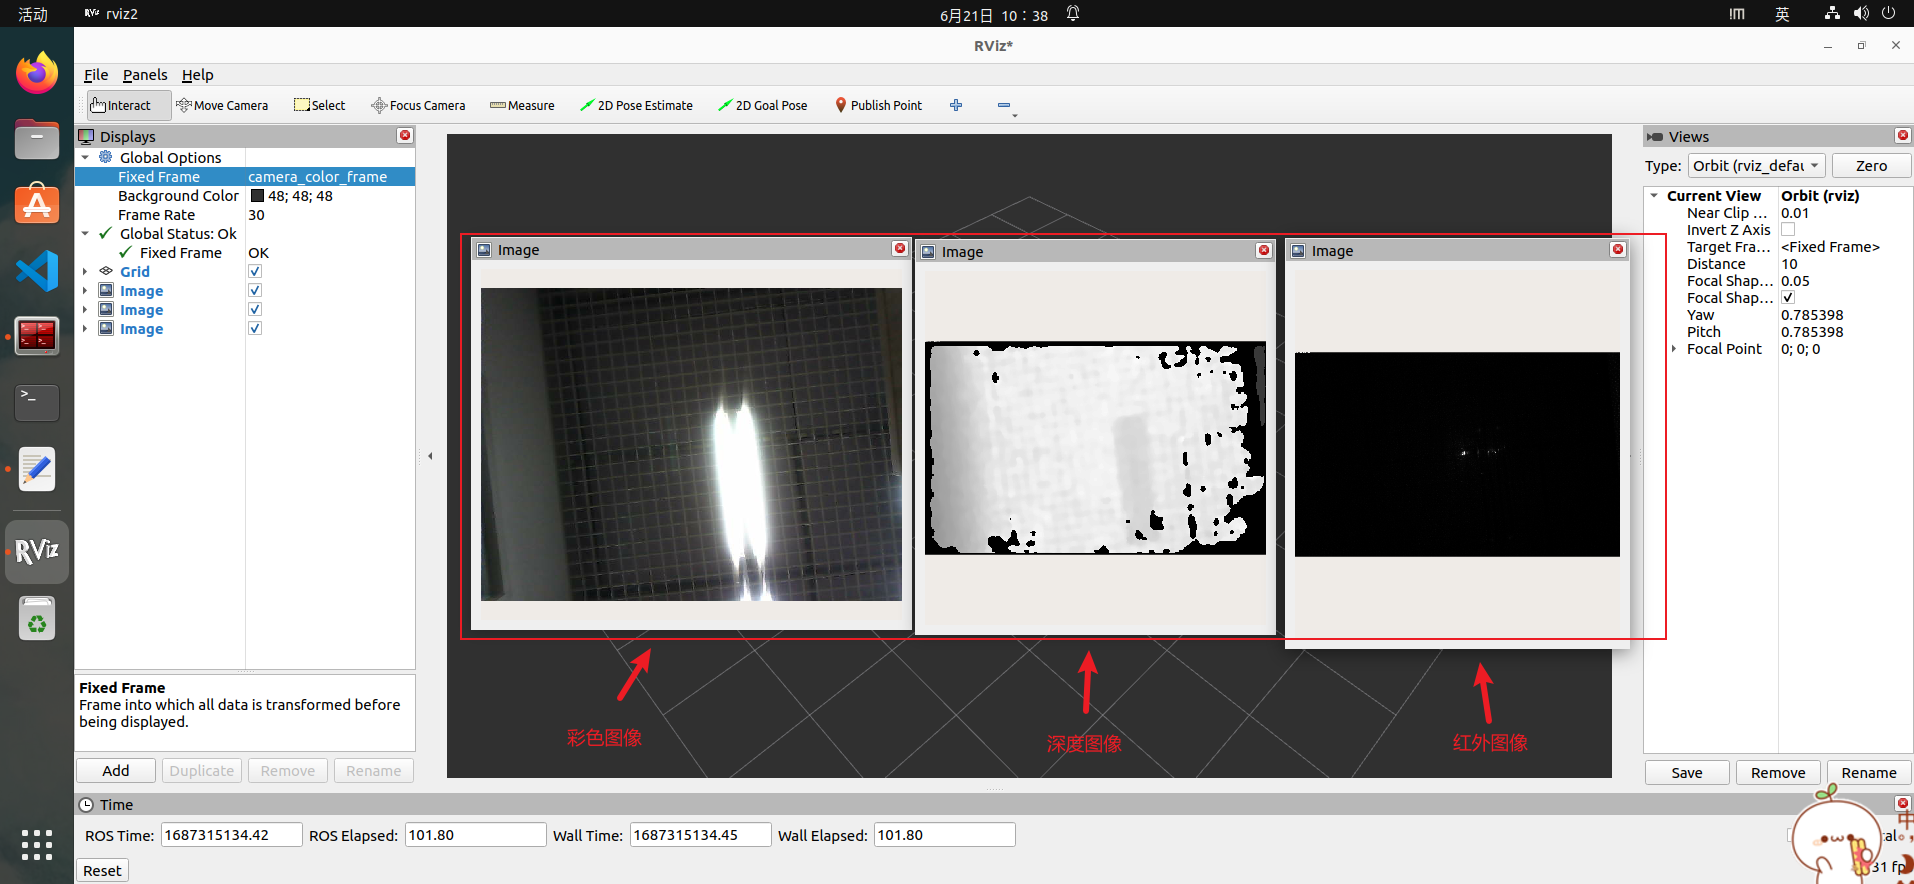 活动
rviz2
6月21日 10：38
英
RViz*
File Panels Help
Interact Move Camera Select Focus Camera Measure 2D Pose Estimate 2D Goal Pose Publish Point
Displays
Global Options
Fixed Frame camera_color_frame
Background Color 48; 48; 48
Frame Rate 30
Global Status: Ok
Fixed Frame OK
Grid
Image
Image
Image
Fixed Frame
Frame into which all data is transformed before
being displayed.
Add Duplicate Remove Rename
Image
Image
Image
彩色图像
深度图像
红外图像
Views
Type: Orbit (rviz_defau Zero
Current View Orbit (rviz)
Near Clip ... 0.01
Invert Z Axis
Target Fra... <Fixed Frame>
Distance 10
Focal Shap... 0.05
Focal Shap...
Yaw 0.785398
Pitch 0.785398
Focal Point 0; 0; 0
Save Remove Rename
Time
ROS Time: 1687315134.42 ROS Elapsed: 101.80 Wall Time: 1687315134.45 Wall Elapsed: 101.80
Reset
31 fp
RViz
中